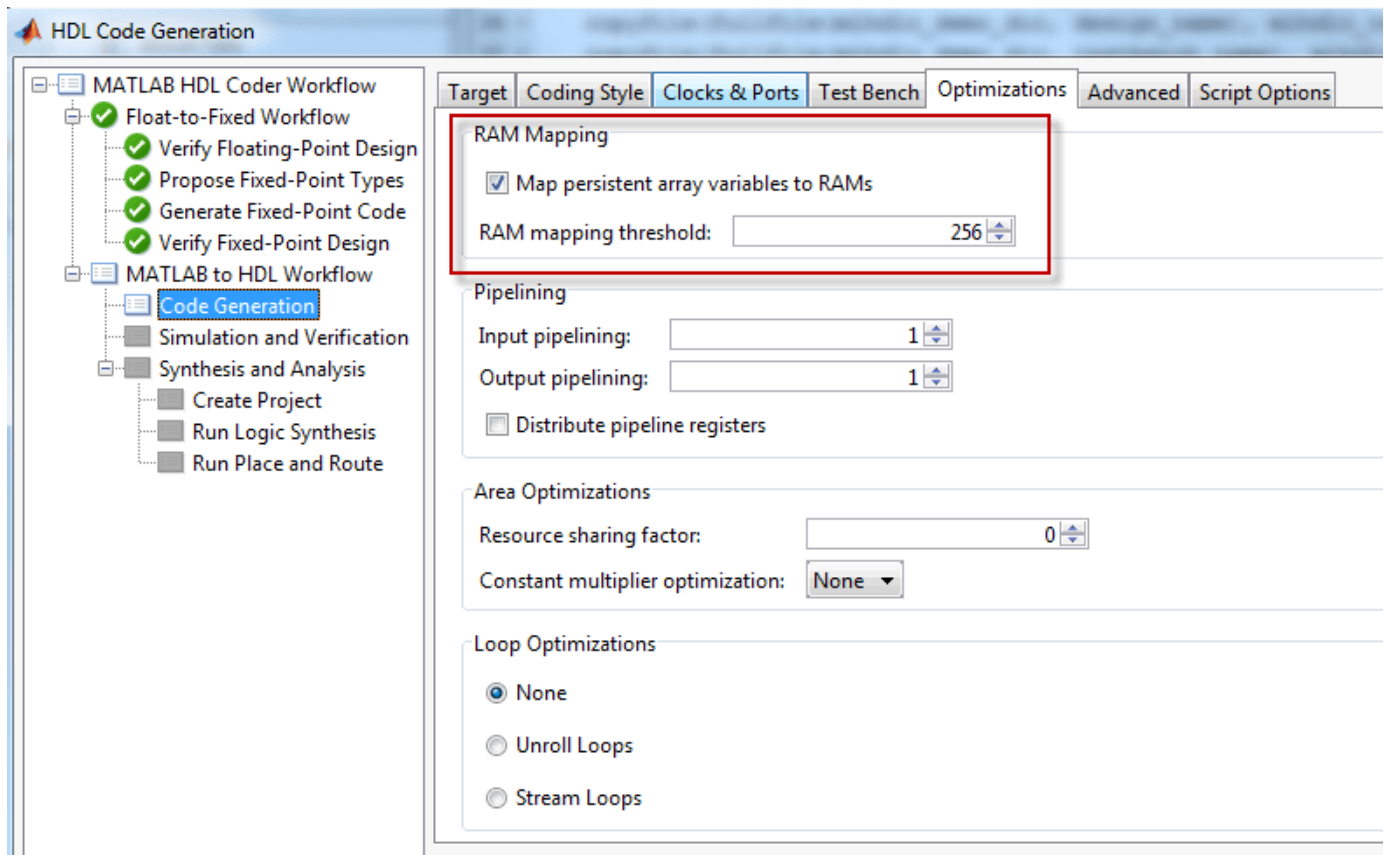 HDL Code Generation
MATLAB HDL Coder Workflow
Float-to-Fixed Workflow
Verify Floating-Point Design
Propose Fixed-Point Types
Generate Fixed-Point Code
Verify Fixed-Point Design
MATLAB to HDL Workflow
Code Generation
Simulation and Verification
Synthesis and Analysis
Create Project
Run Logic Synthesis
Run Place and Route
Target Coding Style Clocks & Ports Test Bench Optimizations Advanced Script Options
RAM Mapping
Map persistent array variables to RAMs
RAM mapping threshold: 256
Pipelining
Input pipelining: 1
Output pipelining: 1
Distribute pipeline registers
Area Optimizations
Resource sharing factor: 0
Constant multiplier optimization: None
Loop Optimizations
None
Unroll Loops
Stream Loops